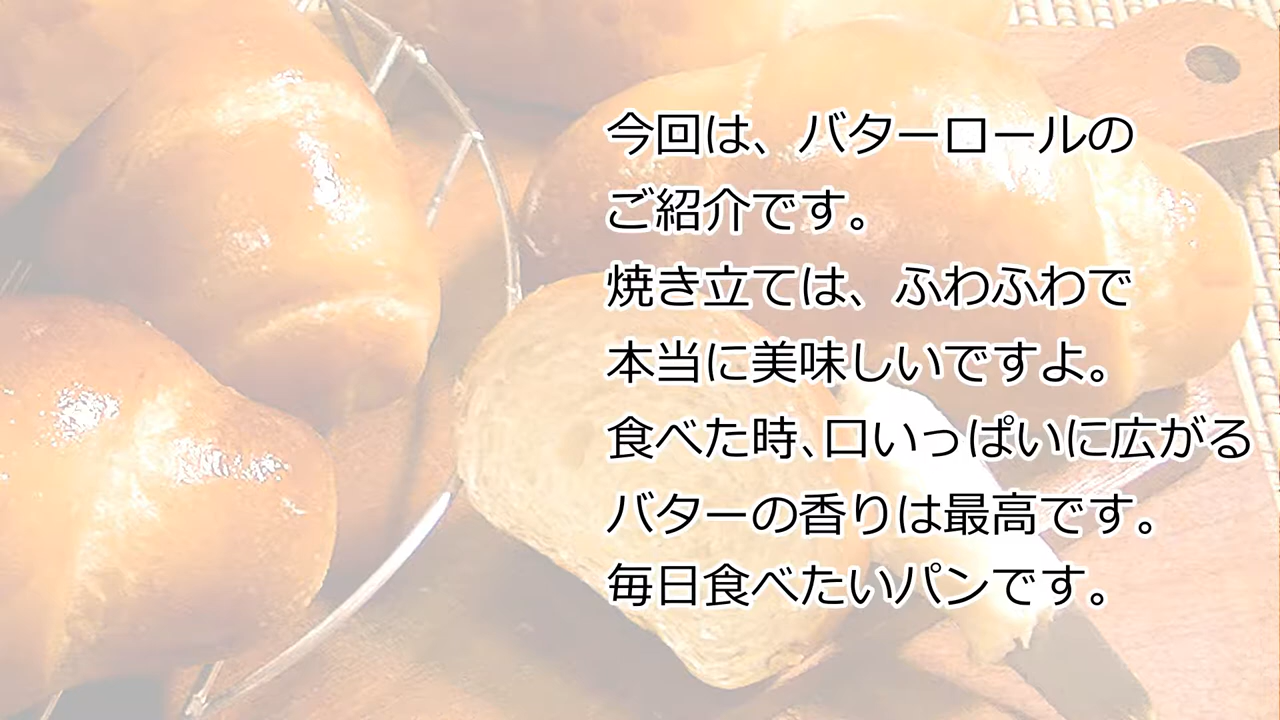 今回は、バターロールの
ご紹介です。
焼き立ては、ふわふわで
本当に美味しいですよ。
食べた時、口いっぱいに広がる
バターの香りは最高です。
毎日食べたいパンです。